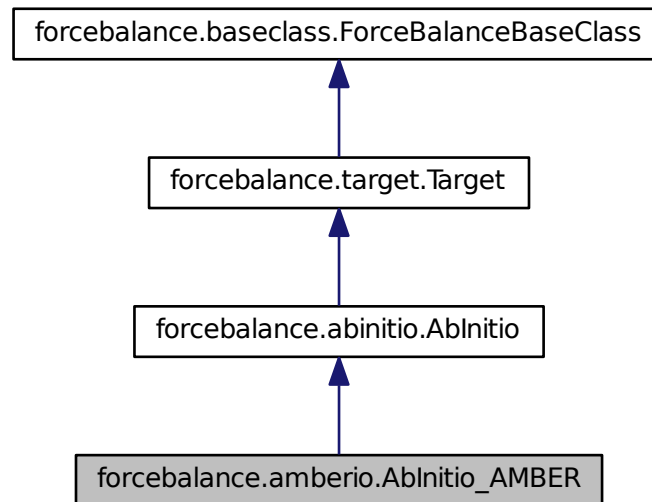 forcebalance.baseclass.ForceBalanceBaseClass
forcebalance.target.Target
forcebalance.abinitio.AbInitio
forcebalance.amberio.AbInitio_AMBER